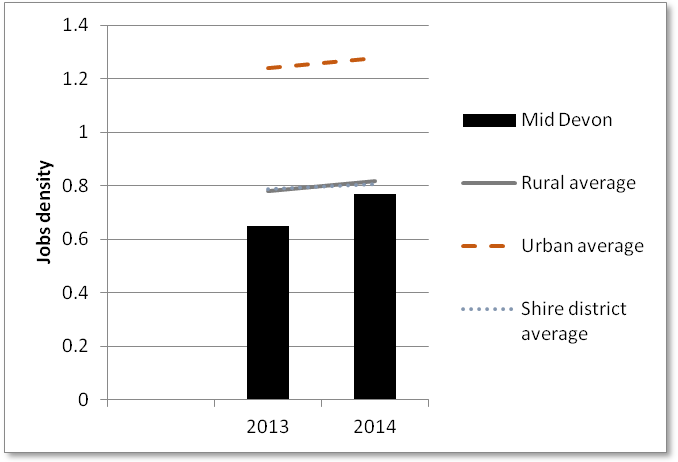 1.4
1.2
1
0.8
0.6
0.4
0.2
0
Jobs density
2013
2014
Mid Devon
Rural average
Urban average
Shire district
average